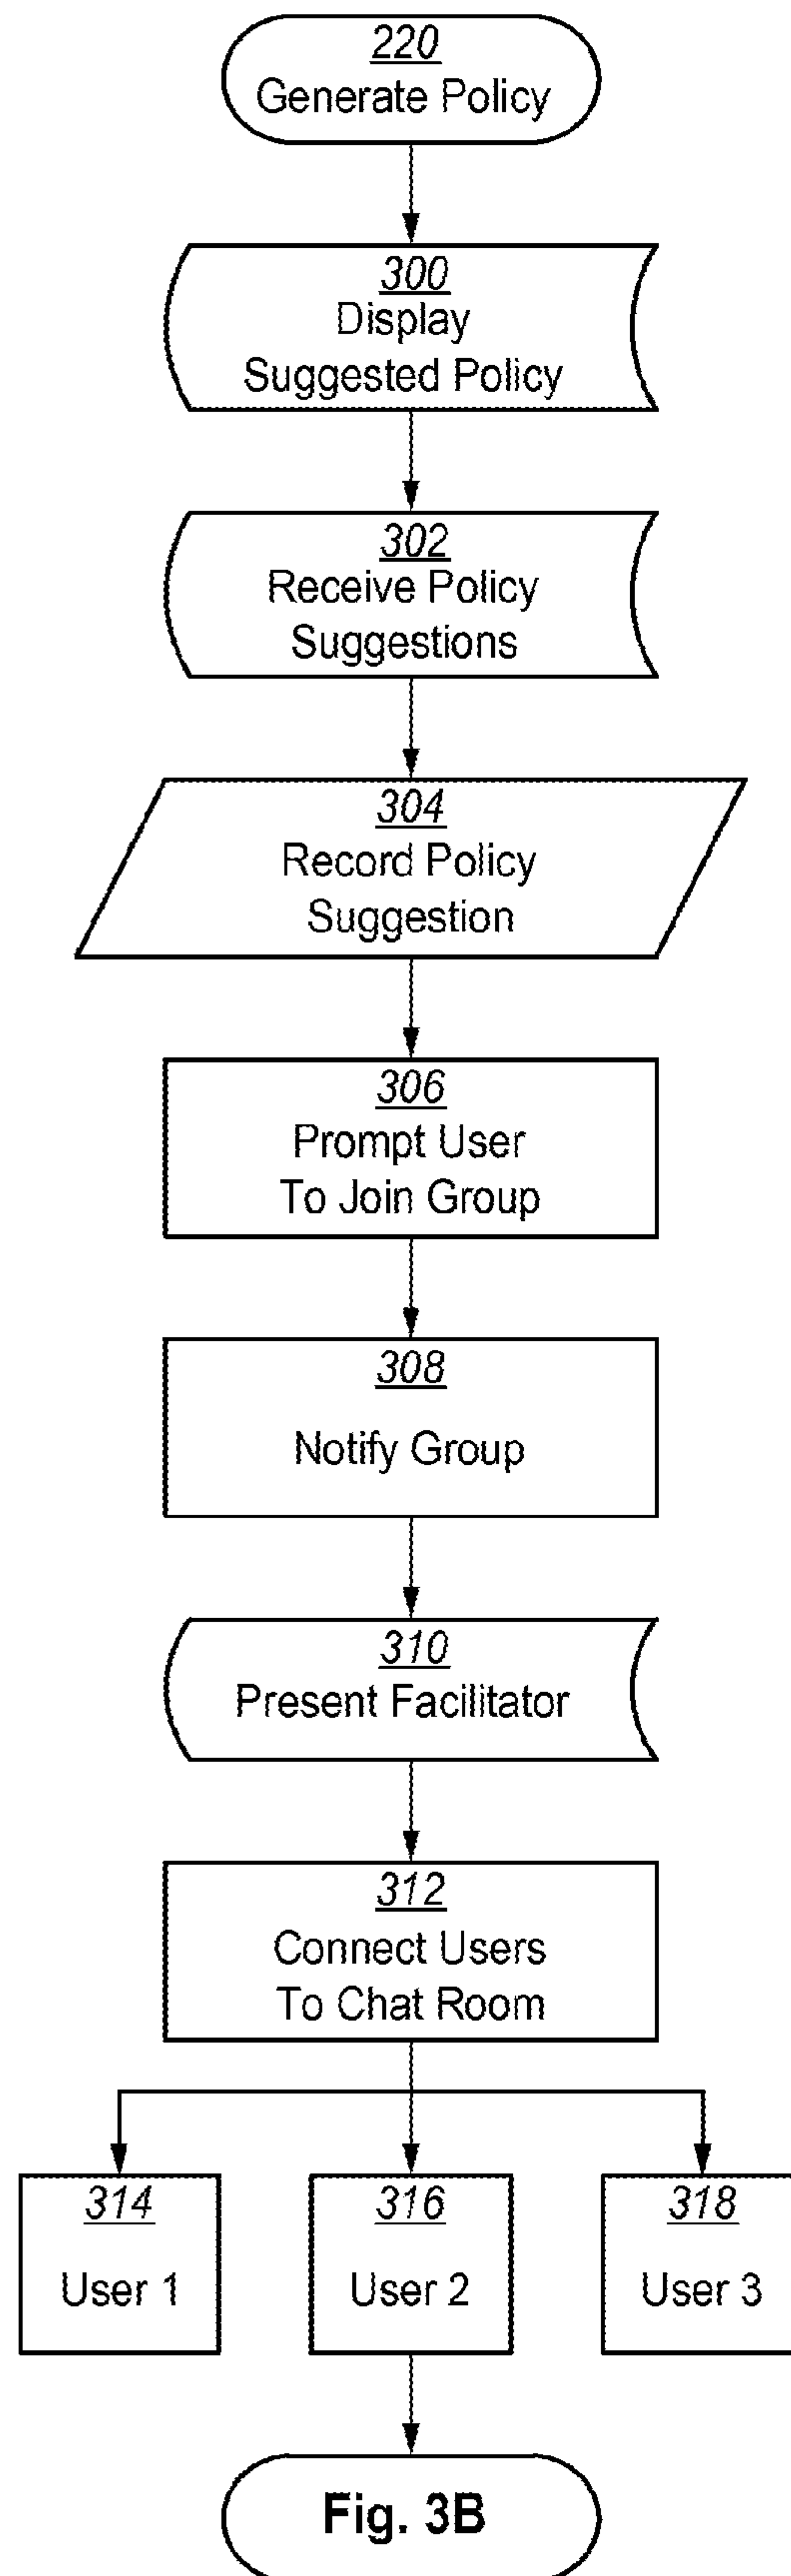 220
Generate Policy
300
Display
Suggested Policy
302
Receive Policy
Suggestions
304
Record Policy
Suggestion
306
Prompt User
To Join Group
308
Notify Group
310
Present Facilitator
312
Connect Users
To Chat Room
314
User 1
316
User 2
318
User 3
Fig. 3B